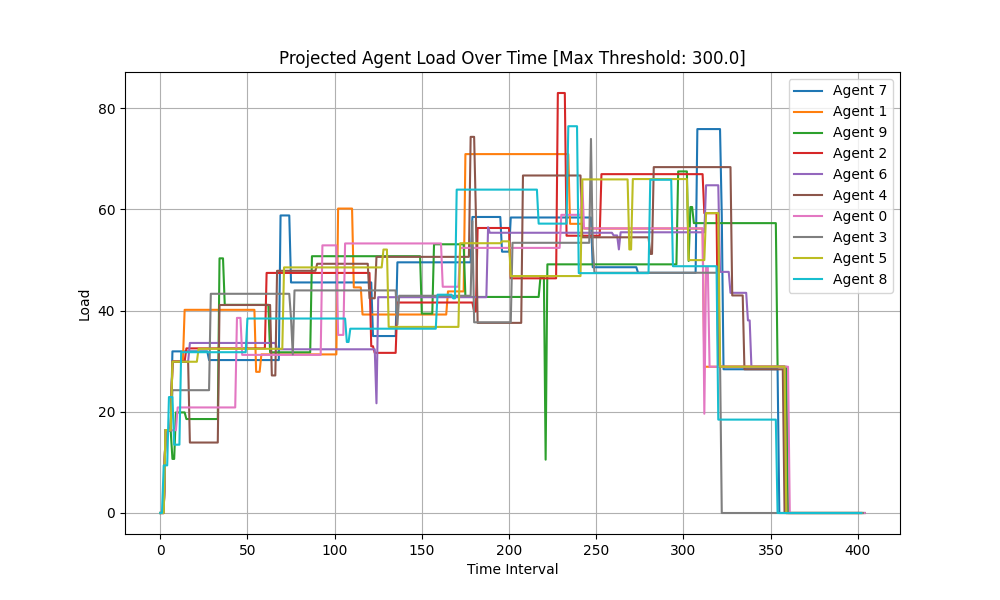 Projected Agent Load Over Time [Max Threshold: 300.0]
Load
80
60
40
20
0
0 50 100 150 200 250 300 350 400
Time Interval
Agent 7
Agent 1
Agent 9
Agent 2
Agent 6
Agent 4
Agent 0
Agent 3
Agent 5
Agent 8